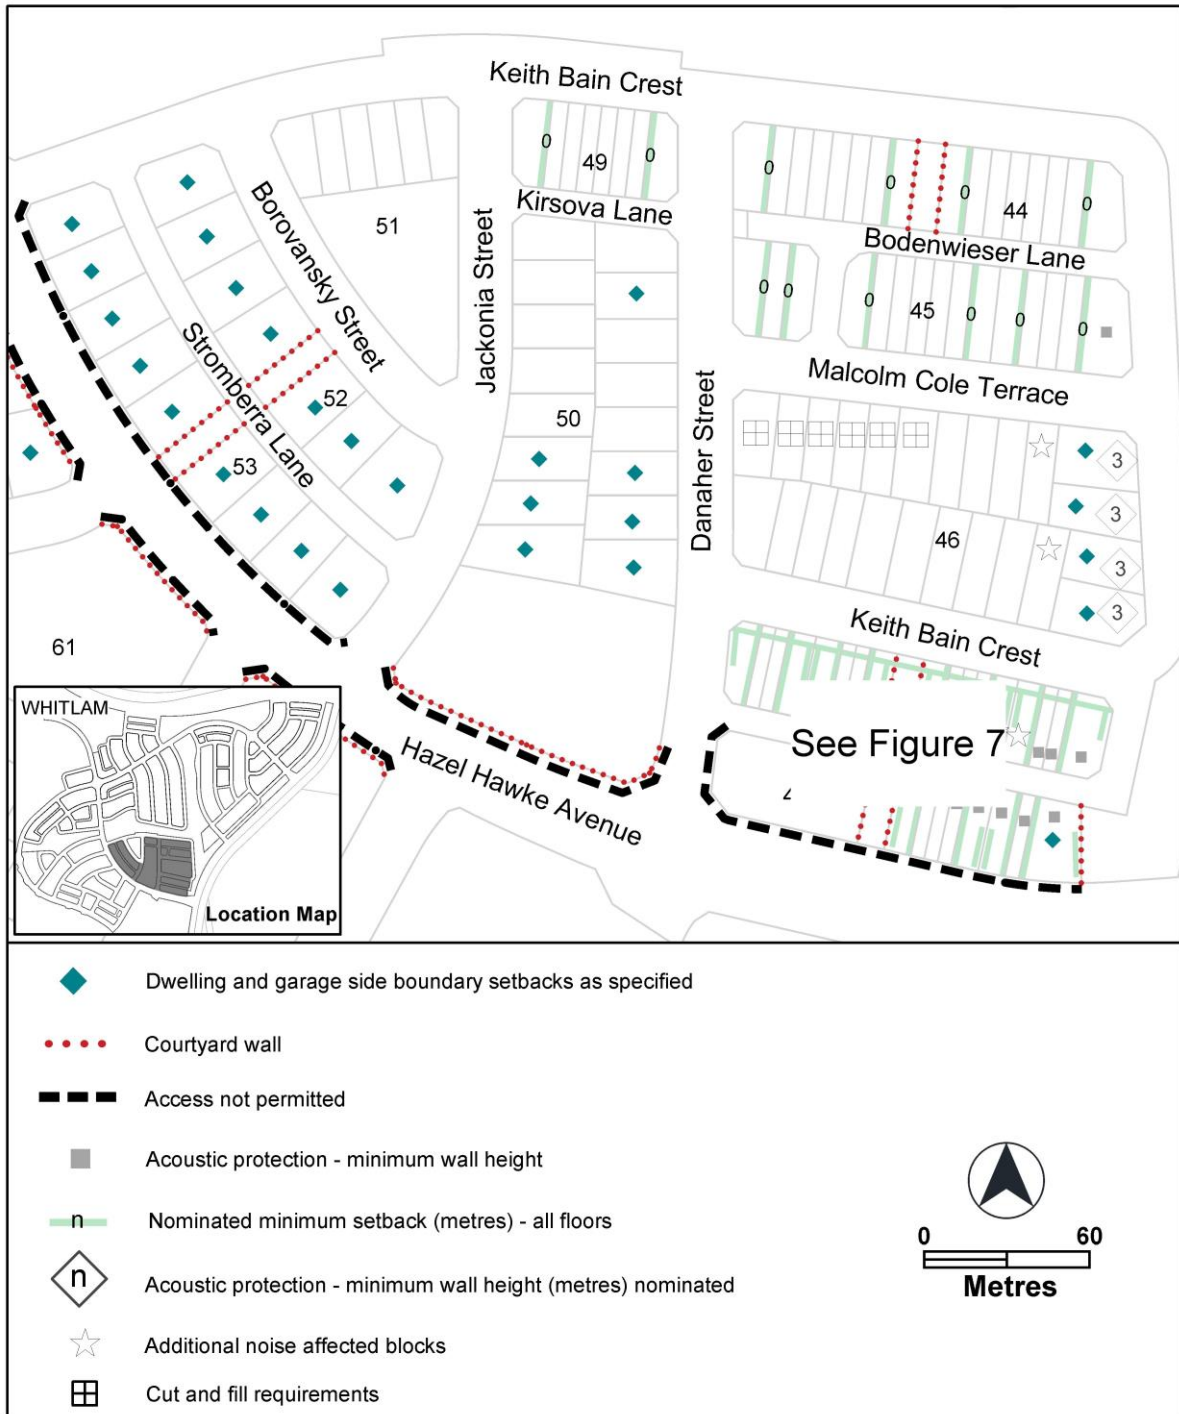 Keith Bain Crest
0
49
0
Kirsova Lane
0
0
0
44
0
Bodenwieser Lane
51
Borovansky Street
Jackonia Street
0
0
0
45
0
0
0
Malcolm Cole Terrace
Stromberra Lane
52
53
50
Danaher Street
3
3
3
3
46
Keith Bain Crest
61
See Figure 7
Hazel Hawke Avenue
WHITLAM
Location Map
Dwelling and garage side boundary setbacks as specified
Courtyard wall
Access not permitted
Acoustic protection - minimum wall height
n
Nominated minimum setback (metres) - all floors
n
Acoustic protection - minimum wall height (metres) nominated
Additional noise affected blocks
Cut and fill requirements
0
60
Metres